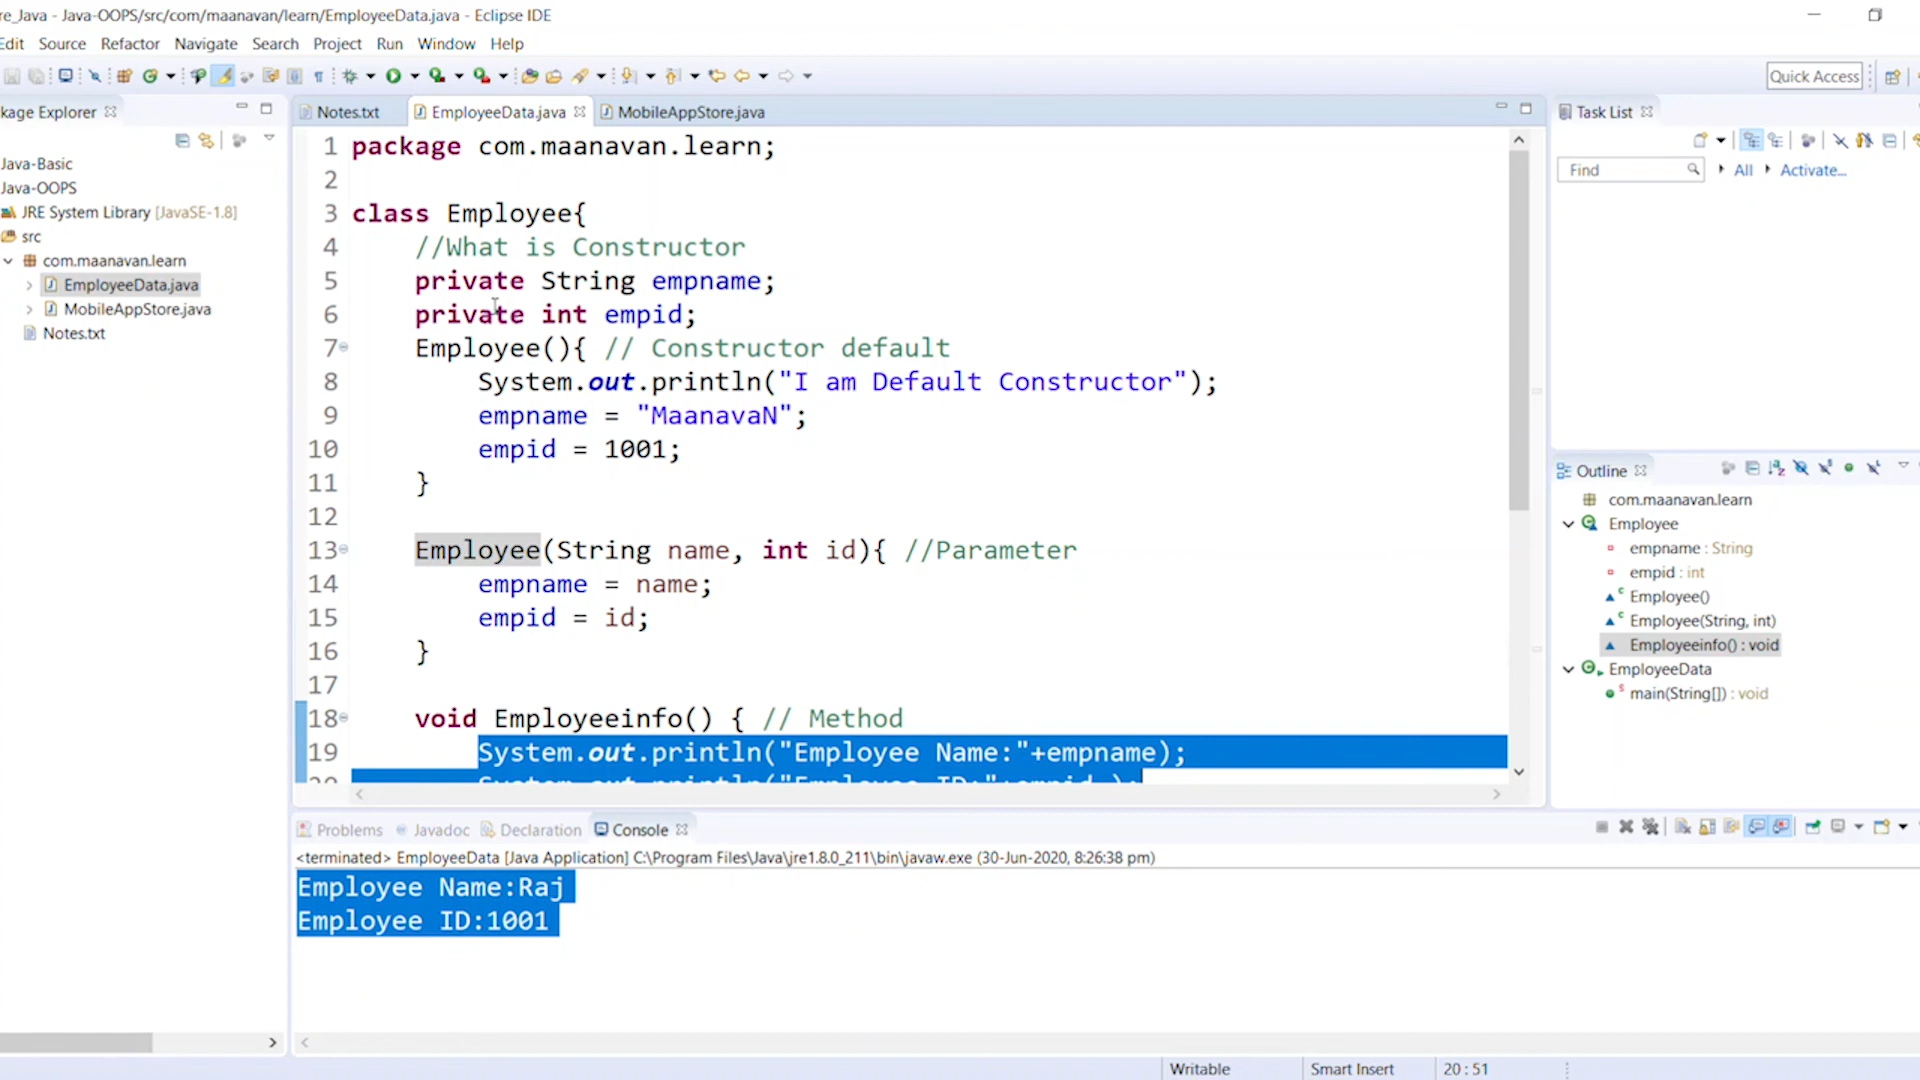 re_Java - Java-OOPS/src/com/maanavan/learn/EmployeeData.java - Eclipse IDE
Edit Source Refactor Navigate Search Project Run Window Help
Quick Access
kage Explorer
Java-Basic
Java-OOPS
JRE System Library [JavaSE-1.8]
src
com.maanavan.learn
EmployeeData.java
MobileAppStore.java
Notes.txt
Notes.txt EmployeeData.java MobileAppStore.java
1 package com.maanavan.learn;
2
3 class Employee{
4 //What is Constructor
5 private String empname;
6 private int empid;
7 Employee(){ // Constructor default
8 System.out.println("I am Default Constructor");
9 empname = "MaanavaN";
10 empid = 1001;
11 }
12
13 Employee(String name, int id){ //Parameter
14 empname = name;
15 empid = id;
16 }
17
18 void Employeeinfo() { // Method
19 System.out.println("Employee Name:"+empname);
20 System.out.println("Employee ID:"+empid );
Task List
Find All Activate...
Outline
com.maanavan.learn
Employee
empname : String
empid : int
Employee()
Employee(String, int)
Employeeinfo() : void
EmployeeData
main(String[]) : void
Problems Javadoc Declaration Console
<terminated> EmployeeData [Java Application] C:\Program Files\Java\jre1.8.0_211\bin\javaw.exe (30-Jun-2020, 8:26:38 pm)
Employee Name:Raj
Employee ID:1001
Writable Smart Insert 20 : 51